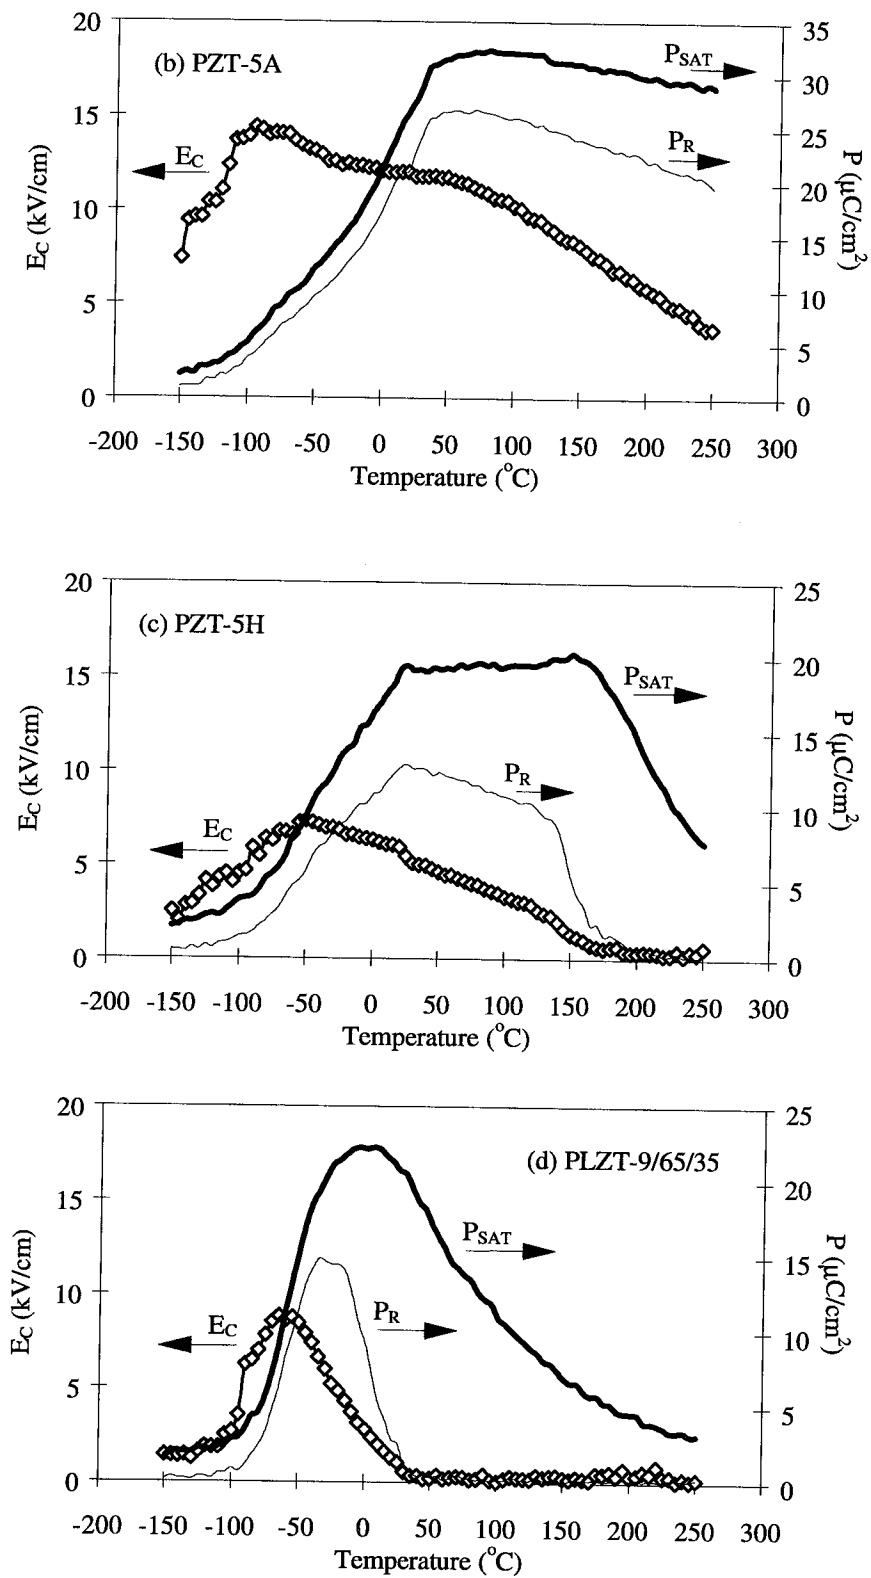 20
35
(b) PZT-5A
P_SAT
30
15
25
E_C
P_R
20
10
15
E_C (kV/cm)
P (μC/cm²)
10
5
5
0
0
-200 -150 -100 -50 0 50 100 150 200 250 300
Temperature (°C)
20
25
(c) PZT-5H
15
20
P_SAT
15
10
P_R
E_C (kV/cm)
P (μC/cm²)
E_C
10
5
5
0
0
-200 -150 -100 -50 0 50 100 150 200 250 300
Temperature (°C)
20
25
(d) PLZT-9/65/35
15
20
P_SAT
15
10
E_C
P_R
E_C (kV/cm)
P (μC/cm²)
10
5
5
0
0
-200 -150 -100 -50 0 50 100 150 200 250 300
Temperature (°C)